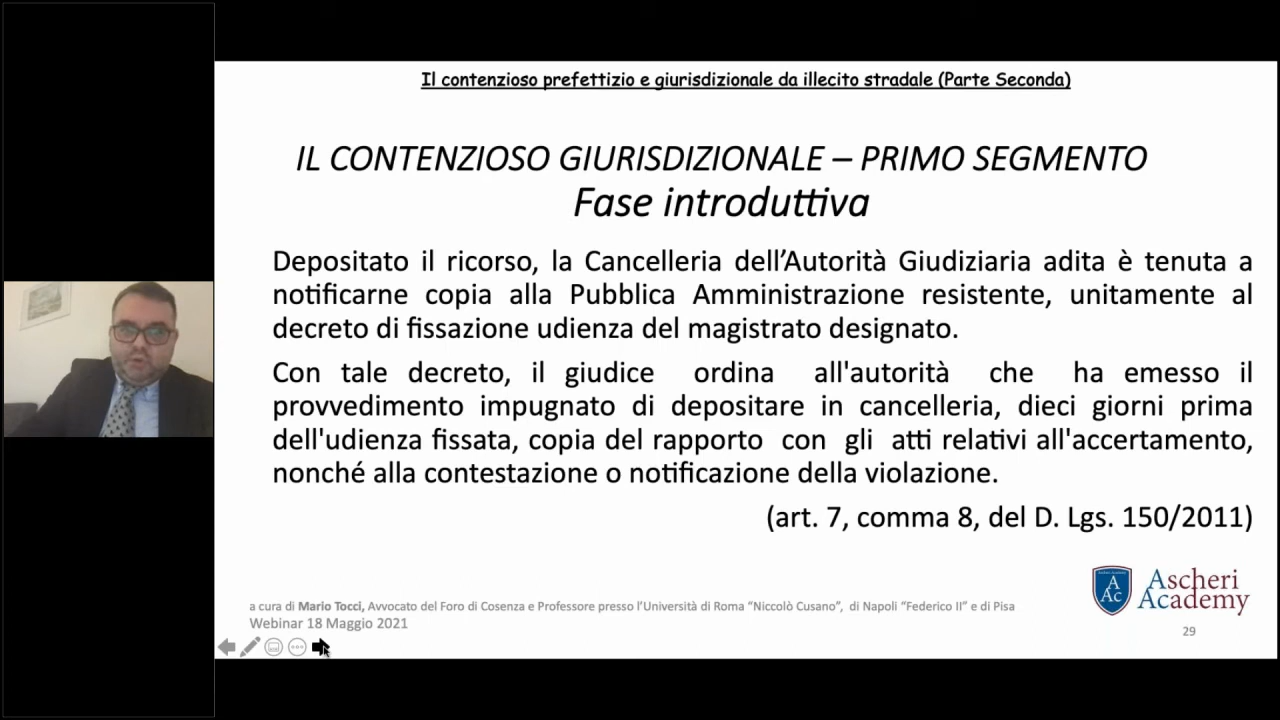 Il contenzioso prefettizio e giurisdizionale da illecito stradale (Parte Seconda)
IL CONTENZIOSO GIURISDIZIONALE – PRIMO SEGMENTO
Fase introduttiva
Depositato il ricorso, la Cancelleria dell’Autorità Giudiziaria adita è tenuta a
notificarne copia alla Pubblica Amministrazione resistente, unitamente al
decreto di fissazione udienza del magistrato designato.
Con tale decreto, il giudice ordina all'autorità che ha emesso il
provvedimento impugnato di depositare in cancelleria, dieci giorni prima
dell'udienza fissata, copia del rapporto con gli atti relativi all'accertamento,
nonché alla contestazione o notificazione della violazione.
(art. 7, comma 8, del D. Lgs. 150/2011)
A
Ac
Ascheri
Academy
a cura di Mario Tocci, Avvocato del Foro di Cosenza e Professore presso l’Università di Roma “Niccolò Cusano”, di Napoli “Federico II” e di Pisa
Webinar 18 Maggio 2021
29